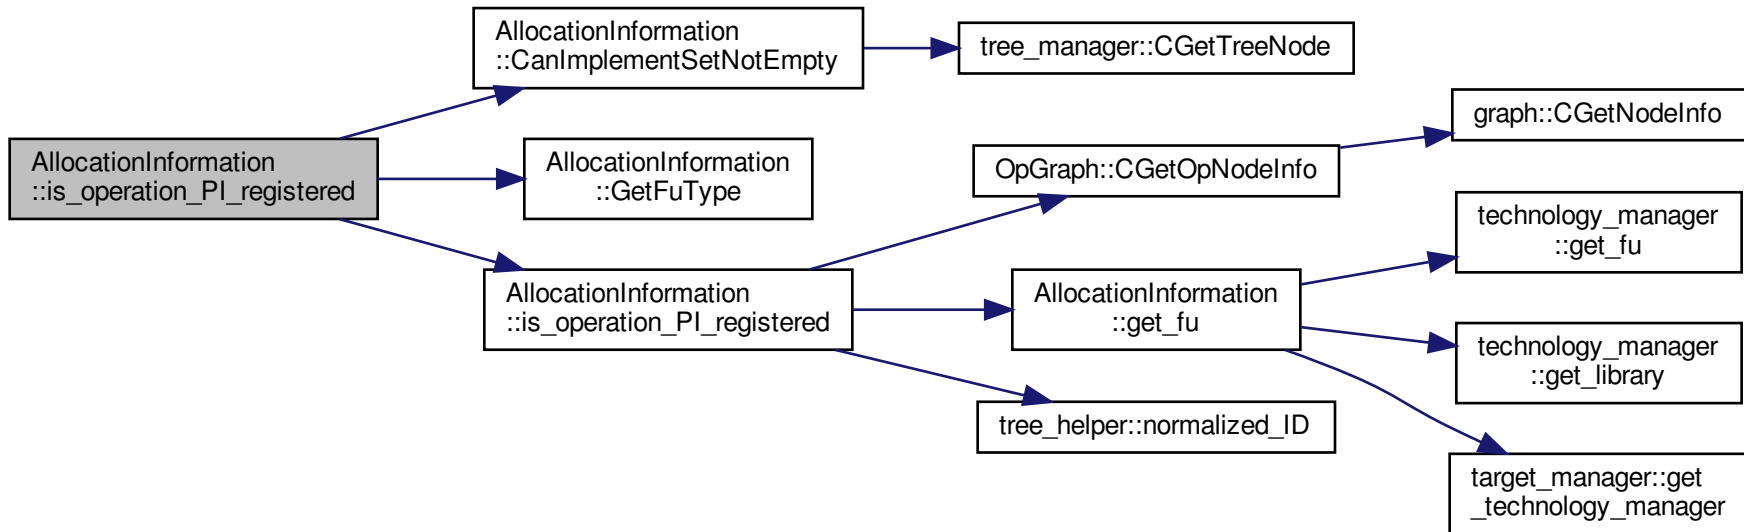 AllocationInformation
::is_operation_PI_registered
AllocationInformation
::CanImplementSetNotEmpty
tree_manager::CGetTreeNode
AllocationInformation
::GetFuType
AllocationInformation
::is_operation_PI_registered
OpGraph::CGetOpNodeInfo
graph::CGetNodeInfo
AllocationInformation
::get_fu
technology_manager
::get_fu
technology_manager
::get_library
target_manager::get
_technology_manager
tree_helper::normalized_ID